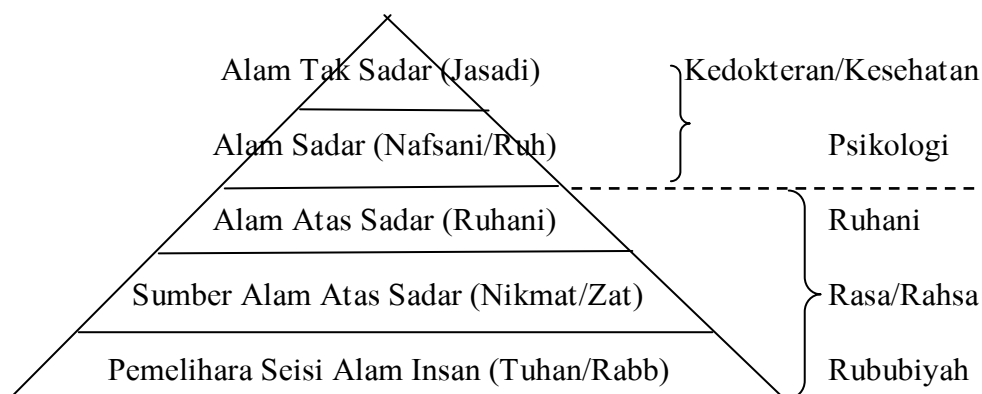 Alam Tak Sadar (Jasadi) Kedokteran/Kesehatan
Alam Sadar (Nafsani/Ruh) Psikologi
Alam Atas Sadar (Ruhani) Ruhani
Sumber Alam Atas Sadar (Nikmat/Zat) Rasa/Rahsa
Pemelihara Seisi Alam Insan (Tuhan/Rabb) Rububiyah